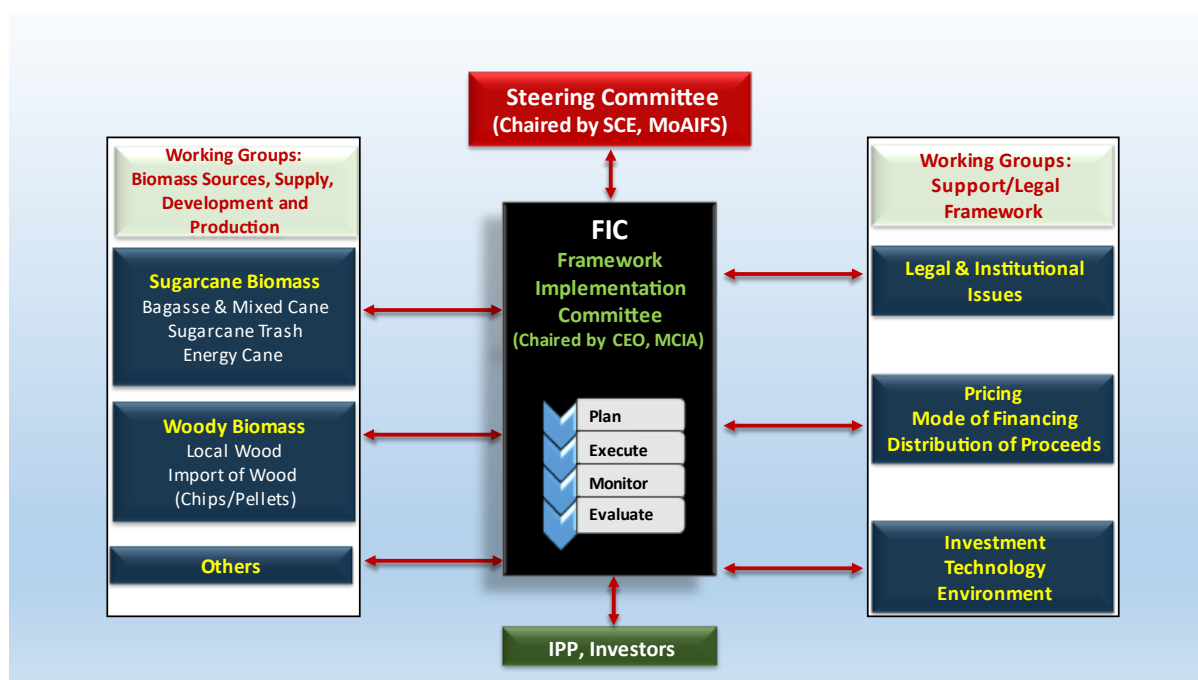 Steering Committee
(Chaired by SCE, MoAIFS)
Working Groups:
Biomass Sources, Supply,
Development and
Production
Sugarcane Biomass
Bagasse & Mixed Cane
Sugarcane Trash
Energy Cane
Woody Biomass
Local Wood
Import of Wood
(Chips/Pellets)
Others
FIC
Framework
Implementation
Committee
(Chaired by CEO, MCIA)
Plan
Execute
Monitor
Evaluate
IPP, Investors
Working Groups:
Support/Legal
Framework
Legal & Institutional
Issues
Pricing
Mode of Financing
Distribution of Proceeds
Investment
Technology
Environment